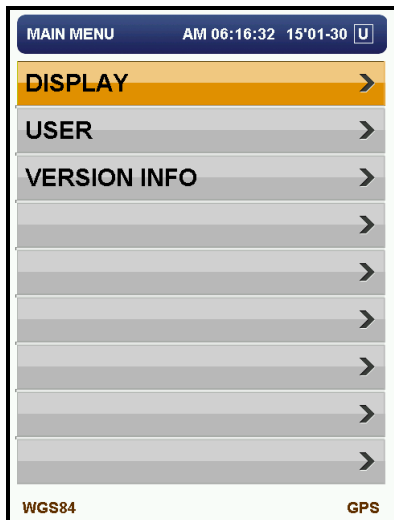 MAIN MENU AM 06:16:32 15'01-30 U
DISPLAY
USER
VERSION INFO
WGS84 GPS